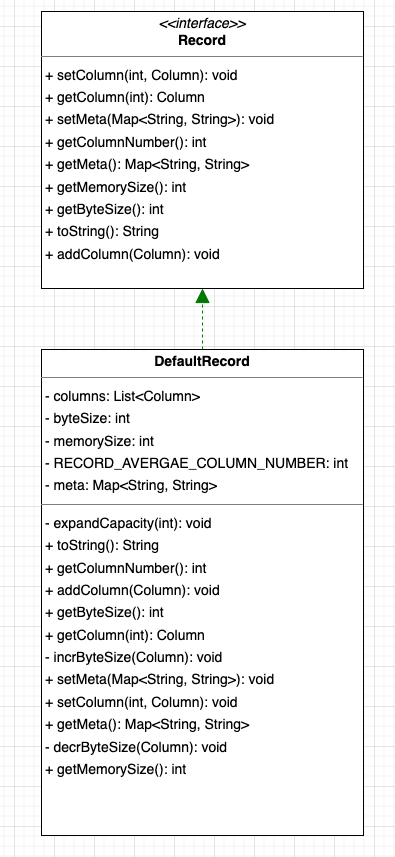 <<interface>>
Record
+ setColumn(int, Column): void
+ getColumn(int): Column
+ setMeta(Map<String, String>): void
+ getColumnNumber(): int
+ getMeta(): Map<String, String>
+ getMemorySize(): int
+ getByteSize(): int
+ toString(): String
+ addColumn(Column): void
DefaultRecord
- columns: List<Column>
- byteSize: int
- memorySize: int
- RECORD_AVERGAE_COLUMN_NUMBER: int
- meta: Map<String, String>
- expandCapacity(int): void
+ toString(): String
+ getColumnNumber(): int
+ addColumn(Column): void
+ getByteSize(): int
+ getColumn(int): Column
- incrByteSize(Column): void
+ setMeta(Map<String, String>): void
+ setColumn(int, Column): void
+ getMeta(): Map<String, String>
- decrByteSize(Column): void
+ getMemorySize(): int